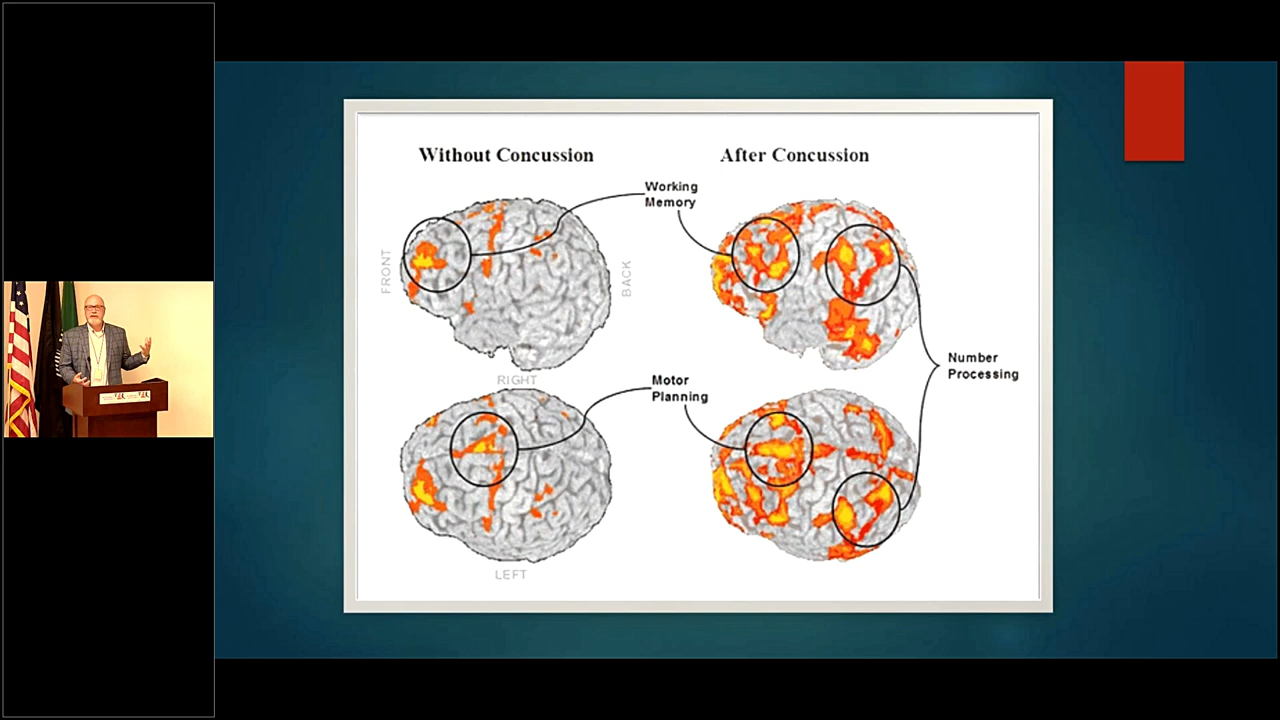 Without Concussion
After Concussion
Working
Memory
FRONT
BACK
Number
Processing
RIGHT
Motor
Planning
LEFT